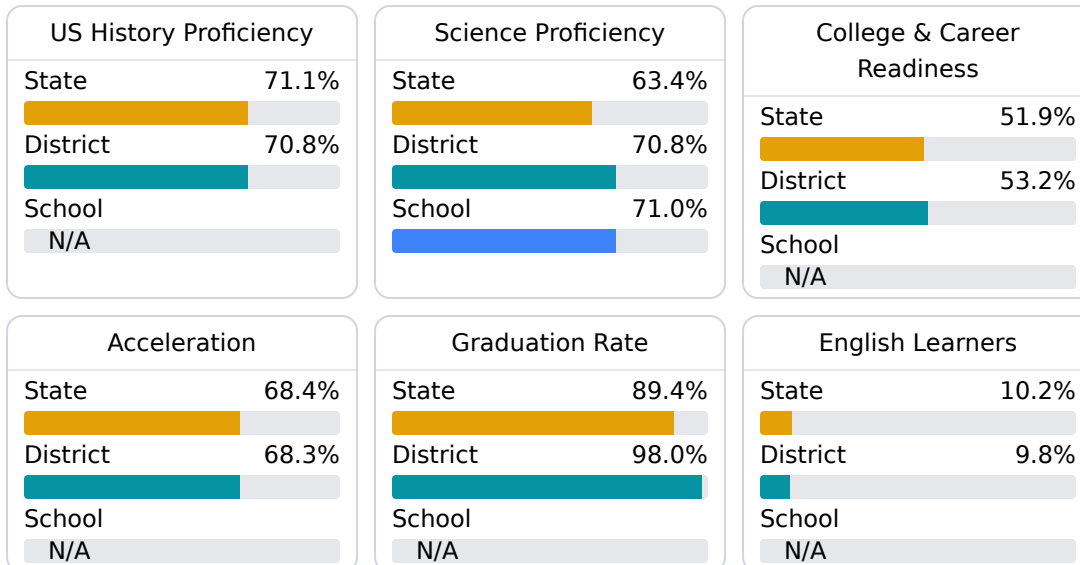 US History Proficiency
State 71.1%
District 70.8%
School
N/A
Science Proficiency
State 63.4%
District 70.8%
School 71.0%
College & Career
Readiness
State 51.9%
District 53.2%
School
N/A
Acceleration
State 68.4%
District 68.3%
School
N/A
Graduation Rate
State 89.4%
District 98.0%
School
N/A
English Learners
State 10.2%
District 9.8%
School
N/A